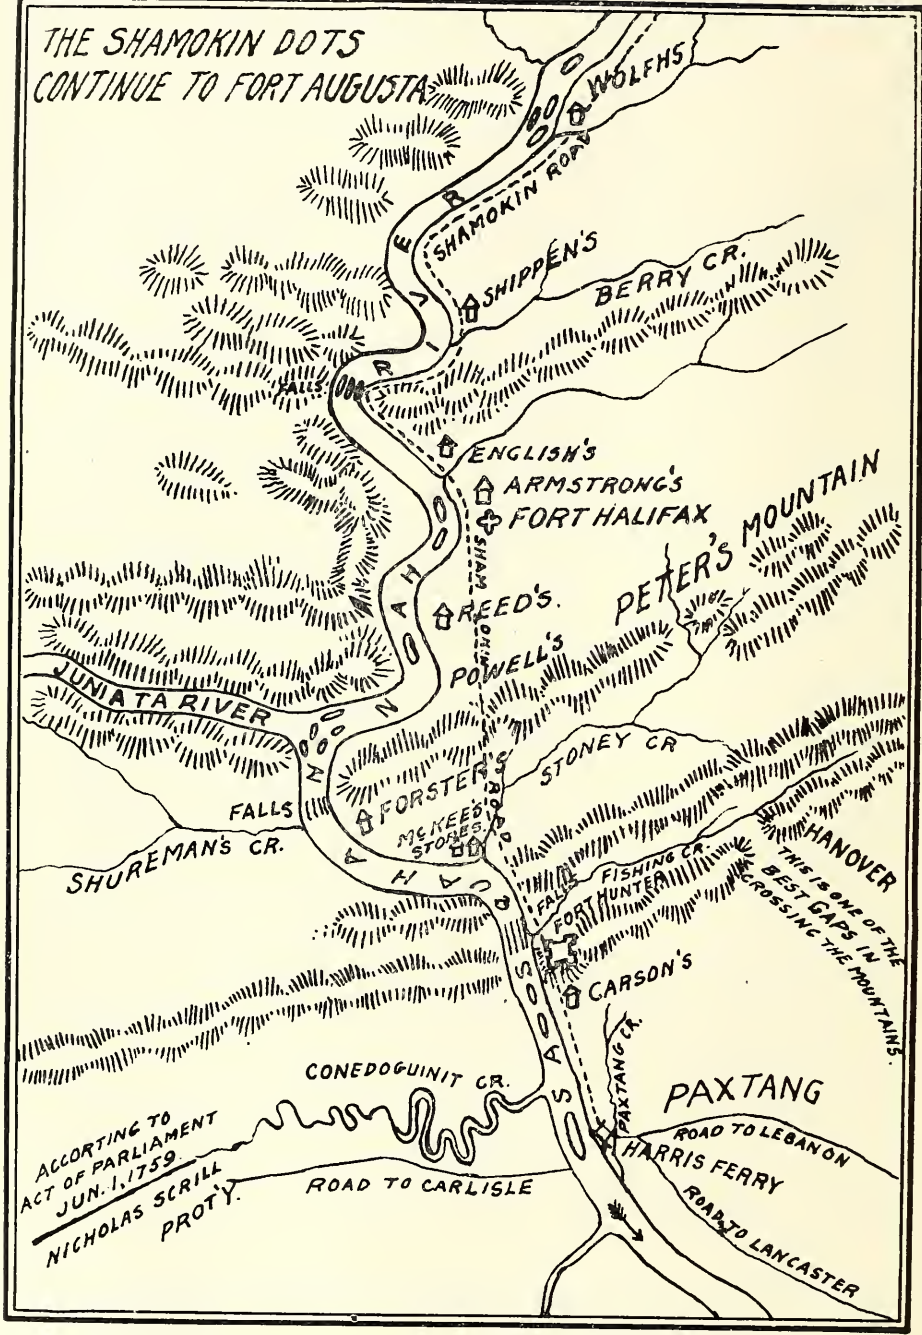 THE SHAMOKIN DOTS
CONTINUE TO FORT AUGUSTA
WOLFHS
SHAMOKIN ROAD
SHIPPEN'S
BERRY CR.
RIVER
FALLS
ENGLISH'S
ARMSTRONG'S
FORT HALIFAX
PETER'S MOUNTAIN
REED'S.
SHAMOKIN
POWELL'S
JUNIATA RIVER
STONEY CR
ROAD
FORSTER'S
FALLS
McKEES
STORES.
SHUREMAN'S CR.
HANOVER
THIS IS ONE OF THE
BEST GAPS IN
CROSSING THE MOUNTAINS.
FISHING CR.
FALLS
FORT HUNTER
CARSON'S
SASSQUAHANNAH
CONEDOGUINIT CR.
PAXTANG CR.
PAXTANG
ROAD TO LEBANON
HARRIS FERRY
ACCORTING TO
ACT OF PARLIAMENT
JUN. 1, 1759.
NICHOLAS SCRILL
PROT'Y.
ROAD TO CARLISLE
ROAD TO LANCASTER